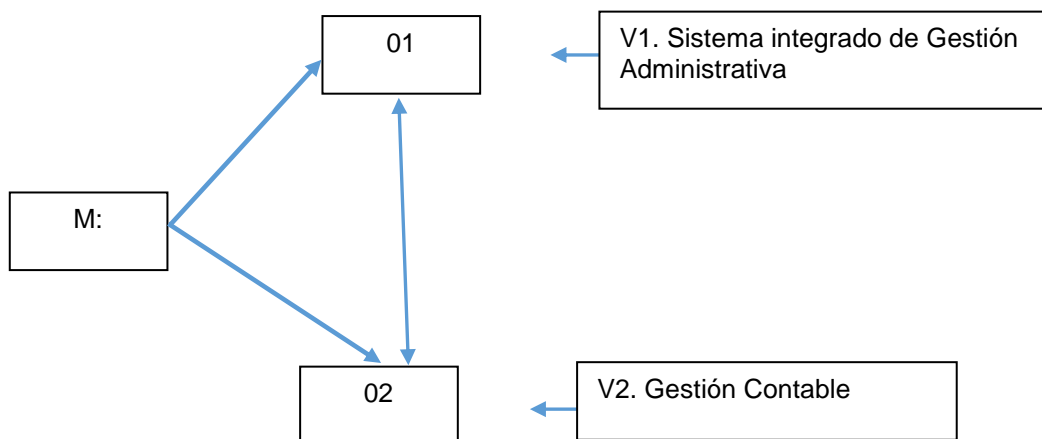 01
V1. Sistema integrado de Gestión
Administrativa
M:
02
V2. Gestión Contable